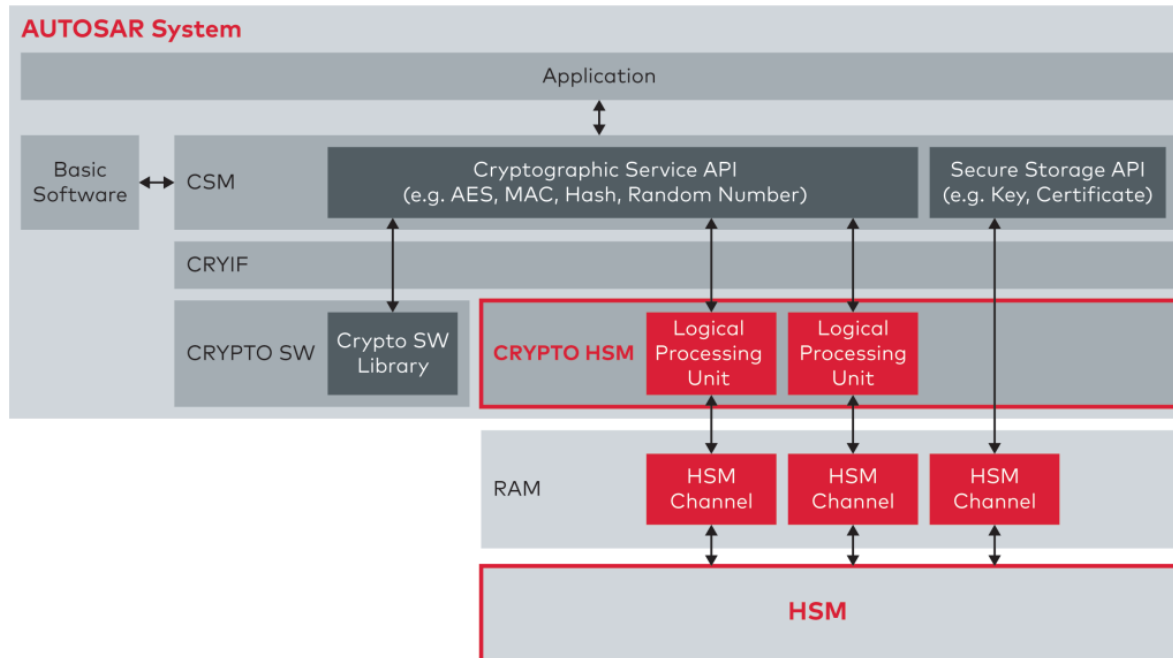 AUTOSAR System
Application
Basic
Software
CSM
Cryptographic Service API
(e.g. AES, MAC, Hash, Random Number)
Secure Storage API
(e.g. Key, Certificate)
CRYIF
CRYPTO SW
Crypto SW
Library
CRYPTO HSM
Logical
Processing
Unit
Logical
Processing
Unit
RAM
HSM
Channel
HSM
Channel
HSM
Channel
HSM